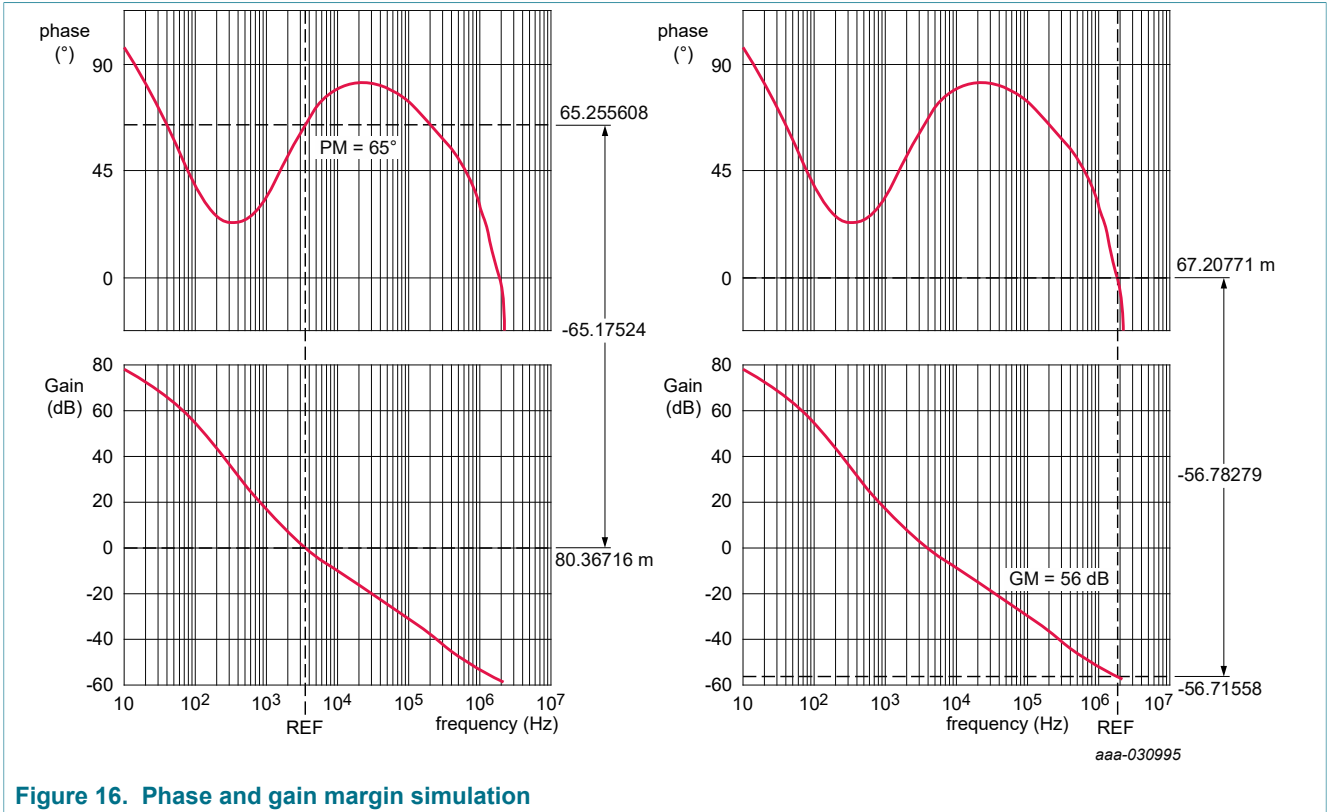 phase
(°)
90
45
0
PM = 65°
65.255608
-65.17524
80.36716 m
Gain
(dB)
80
60
40
20
0
-20
-40
-60
10
10²
10³
10⁴
10⁵
10⁶
10⁷
REF
frequency (Hz)
phase
(°)
90
45
0
67.20771 m
-56.78279
-56.71558
Gain
(dB)
80
60
40
20
0
-20
-40
-60
GM = 56 dB
10
10²
10³
10⁴
10⁵
10⁶
10⁷
frequency (Hz)
REF
aaa-030995
Figure 16. Phase and gain margin simulation